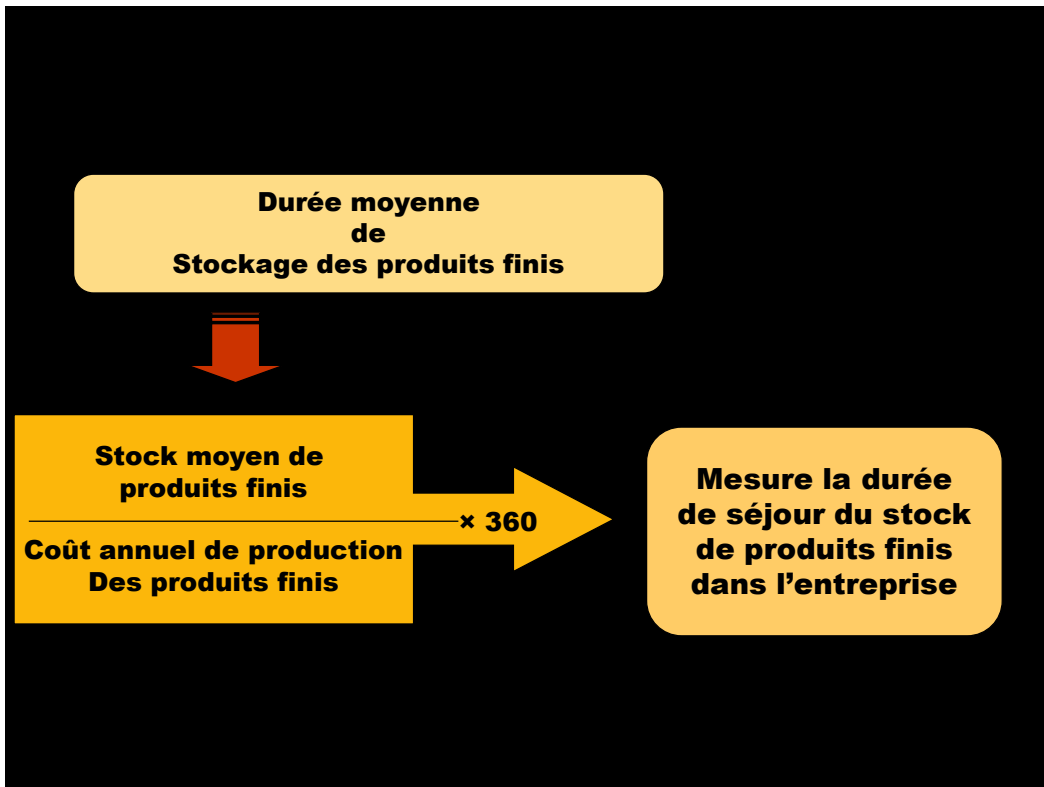 Durée moyenne
de
Stockage des produits finis
Stock moyen de
produits finis
× 360
Coût annuel de production
Des produits finis
Mesure la durée
de séjour du stock
de produits finis
dans l’entreprise